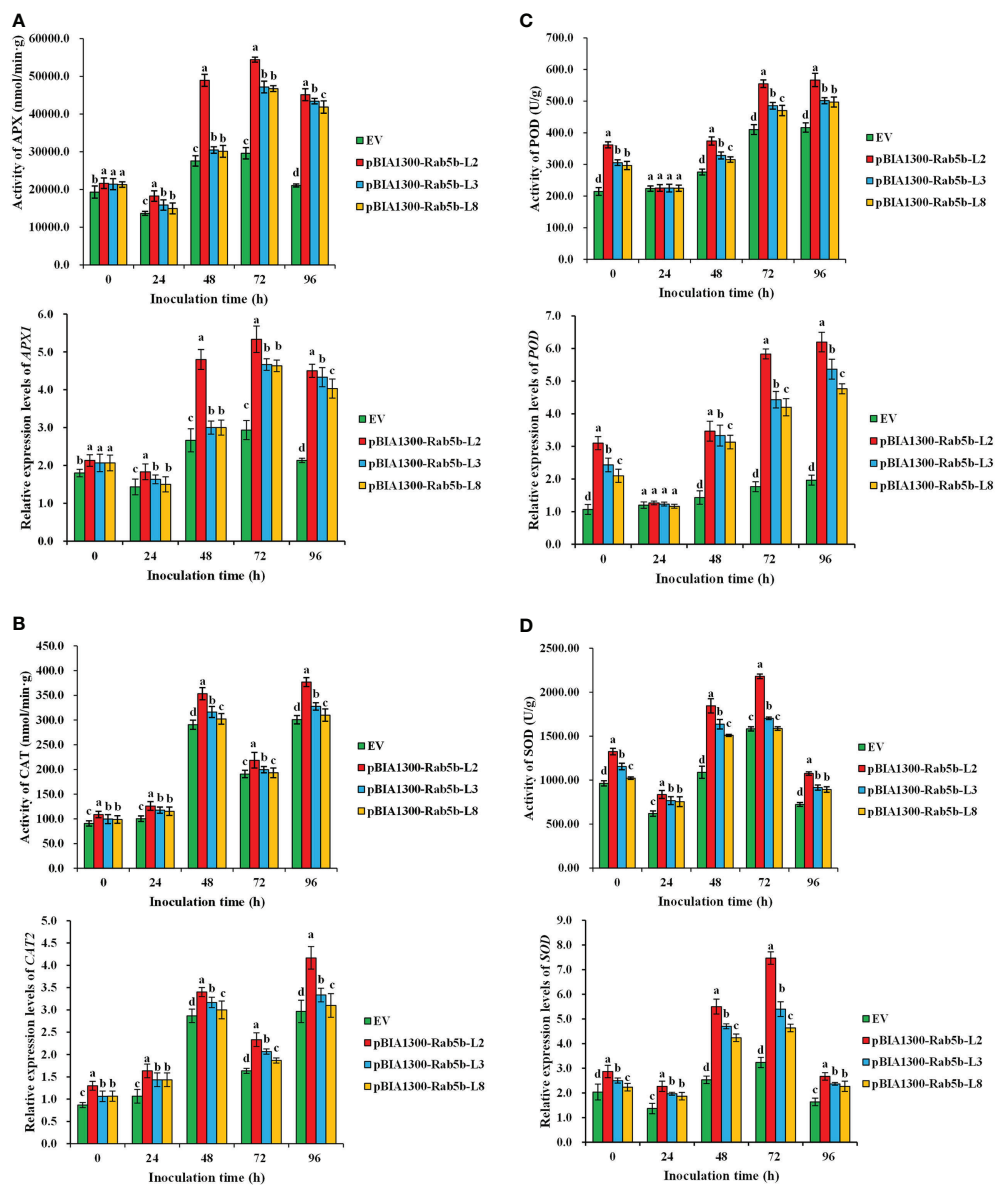 A
Activity of APX (nmol/min·g)
60000.0
50000.0
40000.0
30000.0
20000.0
10000.0
0.0
b a a a
c a b b
c a b b
c a b b
d a b c
0 24 48 72 96
Inoculation time (h)
EV
pBIA1300-Rab5b-L2
pBIA1300-Rab5b-L3
pBIA1300-Rab5b-L8
Relative expression levels of APX1
6.0
5.0
4.0
3.0
2.0
1.0
0.0
b a a a
c a b b
c a b b
c a b b
d a b c
0 24 48 72 96
Inoculation time (h)
EV
pBIA1300-Rab5b-L2
pBIA1300-Rab5b-L3
pBIA1300-Rab5b-L8
C
Activity of POD (U/g)
700.0
600.0
500.0
400.0
300.0
200.0
100.0
0.0
d a b b
a a a a
d a b c
d a b c
d a b b
0 24 48 72 96
Inoculation time (h)
EV
pBIA1300-Rab5b-L2
pBIA1300-Rab5b-L3
pBIA1300-Rab5b-L8
Relative expression levels of POD
7.0
6.0
5.0
4.0
3.0
2.0
1.0
0.0
d a b c
a a a a
d a b c
d a b c
d a b c
0 24 48 72 96
Inoculation time (h)
EV
pBIA1300-Rab5b-L2
pBIA1300-Rab5b-L3
pBIA1300-Rab5b-L8
B
Activity of CAT (nmol/min·g)
450.0
400.0
350.0
300.0
250.0
200.0
150.0
100.0
50.0
0.0
c a b b
c a b b
d a b c
d a b c
d a b c
0 24 48 72 96
Inoculation time (h)
EV
pBIA1300-Rab5b-L2
pBIA1300-Rab5b-L3
pBIA1300-Rab5b-L8
Relative expression levels of CAT2
5.0
4.5
4.0
3.5
3.0
2.5
2.0
1.5
1.0
0.5
0.0
c a b b
c a b b
d a b c
d a b c
d a b c
0 24 48 72 96
Inoculation time (h)
EV
pBIA1300-Rab5b-L2
pBIA1300-Rab5b-L3
pBIA1300-Rab5b-L8
D
Activity of SOD (U/g)
2500.00
2000.00
1500.00
1000.00
500.00
0.00
d a b c
c a b b
d a b c
c a b c
c a b b
0 24 48 72 96
Inoculation time (h)
EV
pBIA1300-Rab5b-L2
pBIA1300-Rab5b-L3
pBIA1300-Rab5b-L8
Relative expression levels of SOD
9.0
8.0
7.0
6.0
5.0
4.0
3.0
2.0
1.0
0.0
c a b c
c a b b
d a b c
d a b c
c a b b
0 24 48 72 96
Inoculation time (h)
EV
pBIA1300-Rab5b-L2
pBIA1300-Rab5b-L3
pBIA1300-Rab5b-L8